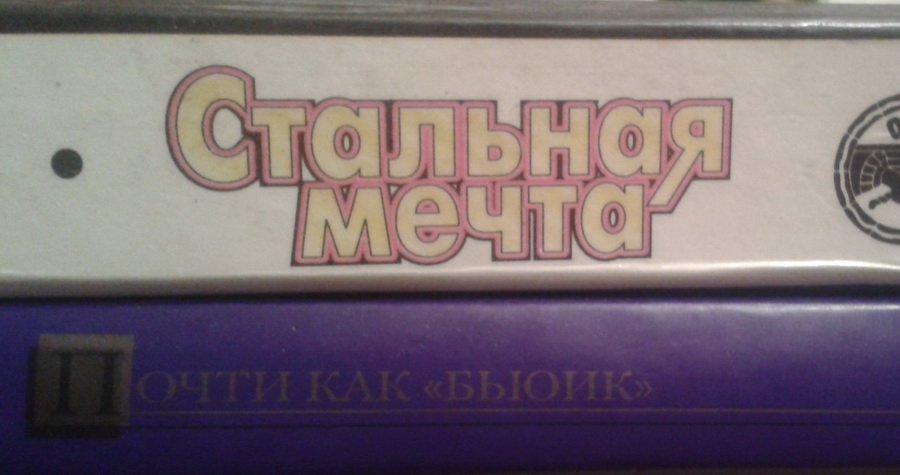 Стальная
мечта
Почти как «Бьюик»